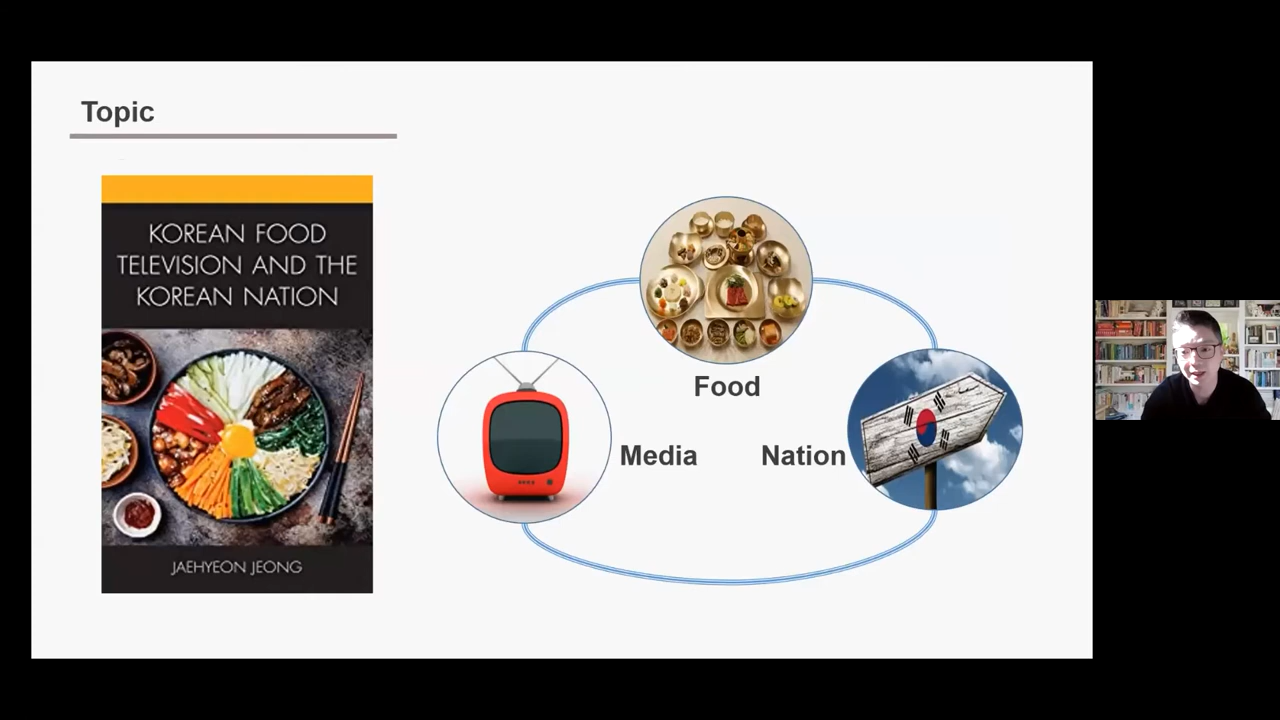 Topic
KOREAN FOOD
TELEVISION AND THE
KOREAN NATION
JAEHYEON JEONG
Food
Media
Nation